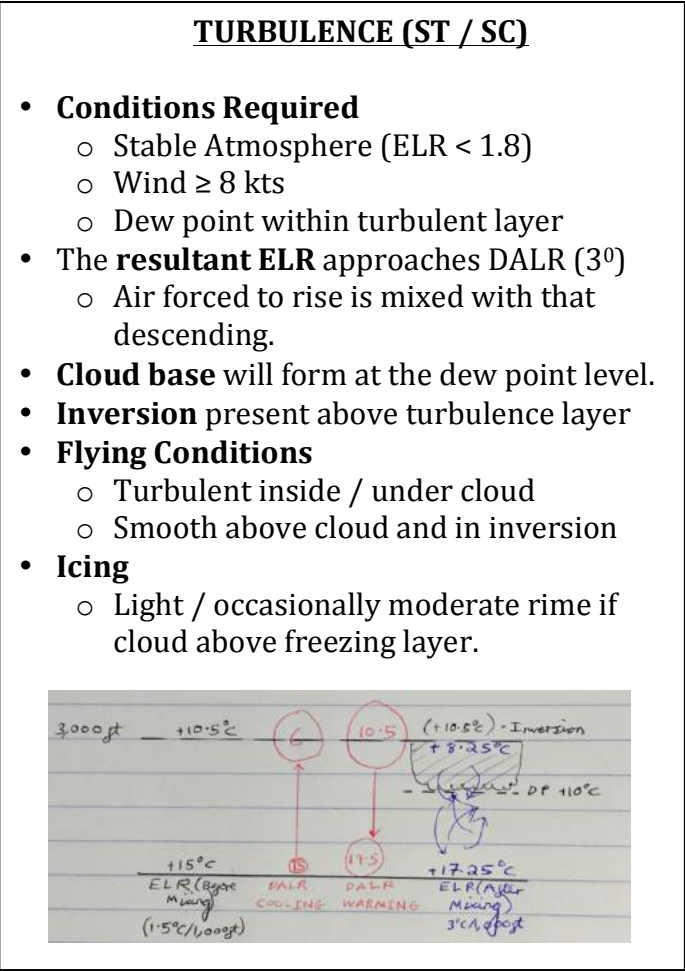 TURBULENCE (ST / SC)
• Conditions Required
o Stable Atmosphere (ELR < 1.8)
o Wind ≥ 8 kts
o Dew point within turbulent layer
• The resultant ELR approaches DALR (3⁰)
o Air forced to rise is mixed with that
descending.
• Cloud base will form at the dew point level.
• Inversion present above turbulence layer
• Flying Conditions
o Turbulent inside / under cloud
o Smooth above cloud and in inversion
• Icing
o Light / occasionally moderate rime if
cloud above freezing layer.
3,000ft +10.5°C 6 10.5 (+10.5°C) - Inversion
+8.25°C
DP +10°C
+15°C 15 19.5 +17.25°C
ELR (Before DALR DALR ELR (After
Mixing) COOLING WARMING Mixing)
(1.5°C/1,000ft) 3°C/1,000ft